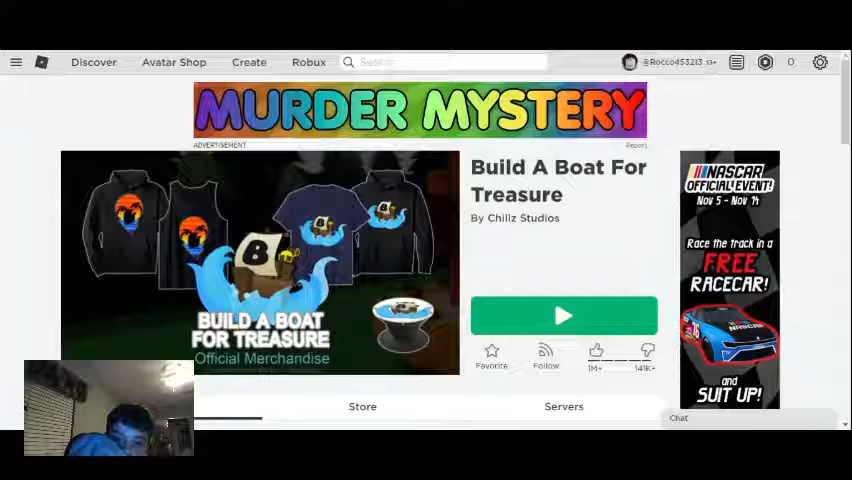 Discover
Avatar Shop
Create
Robux
Search
@Rocco453213 13+
0
MURDER MYSTERY
ADVERTISEMENT
Report
B
BUILD A BOAT
FOR TREASURE
Official Merchandise
Build A Boat For
Treasure
By Chillz Studios
Favorite
Follow
1M+
141K+
NASCAR
OFFICIAL EVENT!
Nov 5 - Nov 14
Race the track in a
FREE
RACECAR!
NASCAR
and
SUIT UP!
Store
Servers
Chat